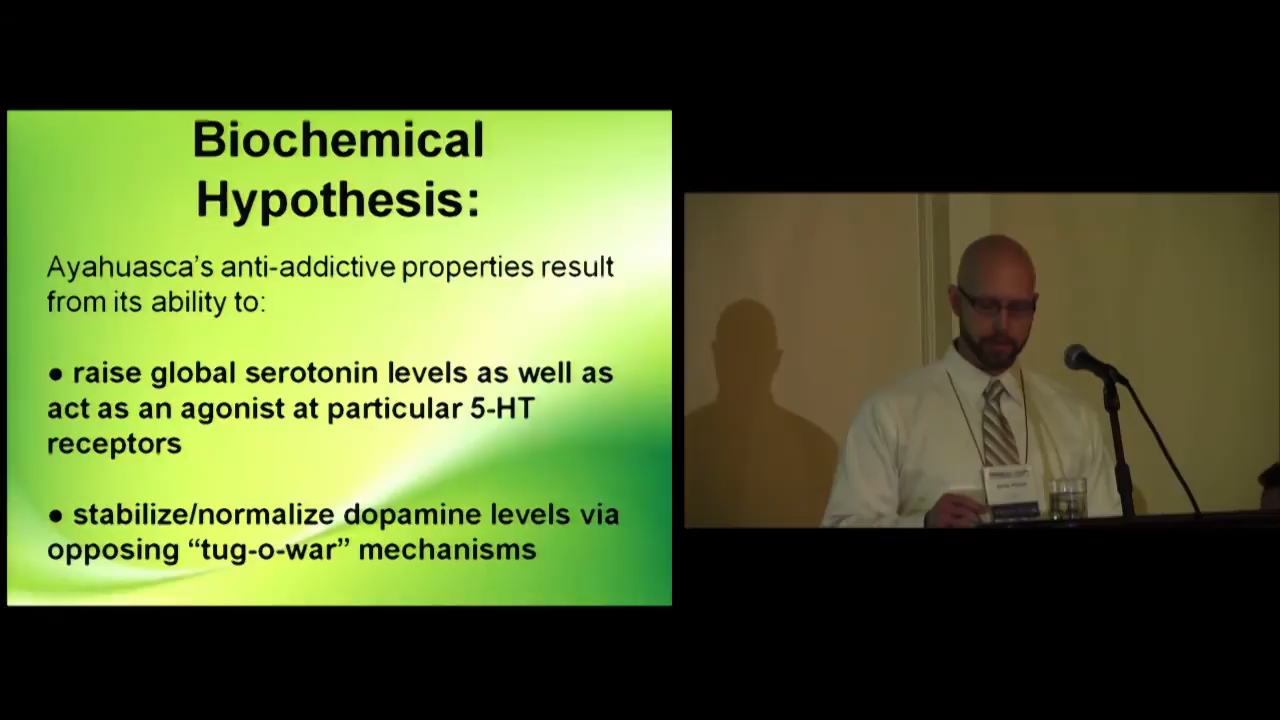 Biochemical
Hypothesis:
Ayahuasca’s anti-addictive properties result
from its ability to:
● raise global serotonin levels as well as
act as an agonist at particular 5-HT
receptors
● stabilize/normalize dopamine levels via
opposing “tug-o-war” mechanisms